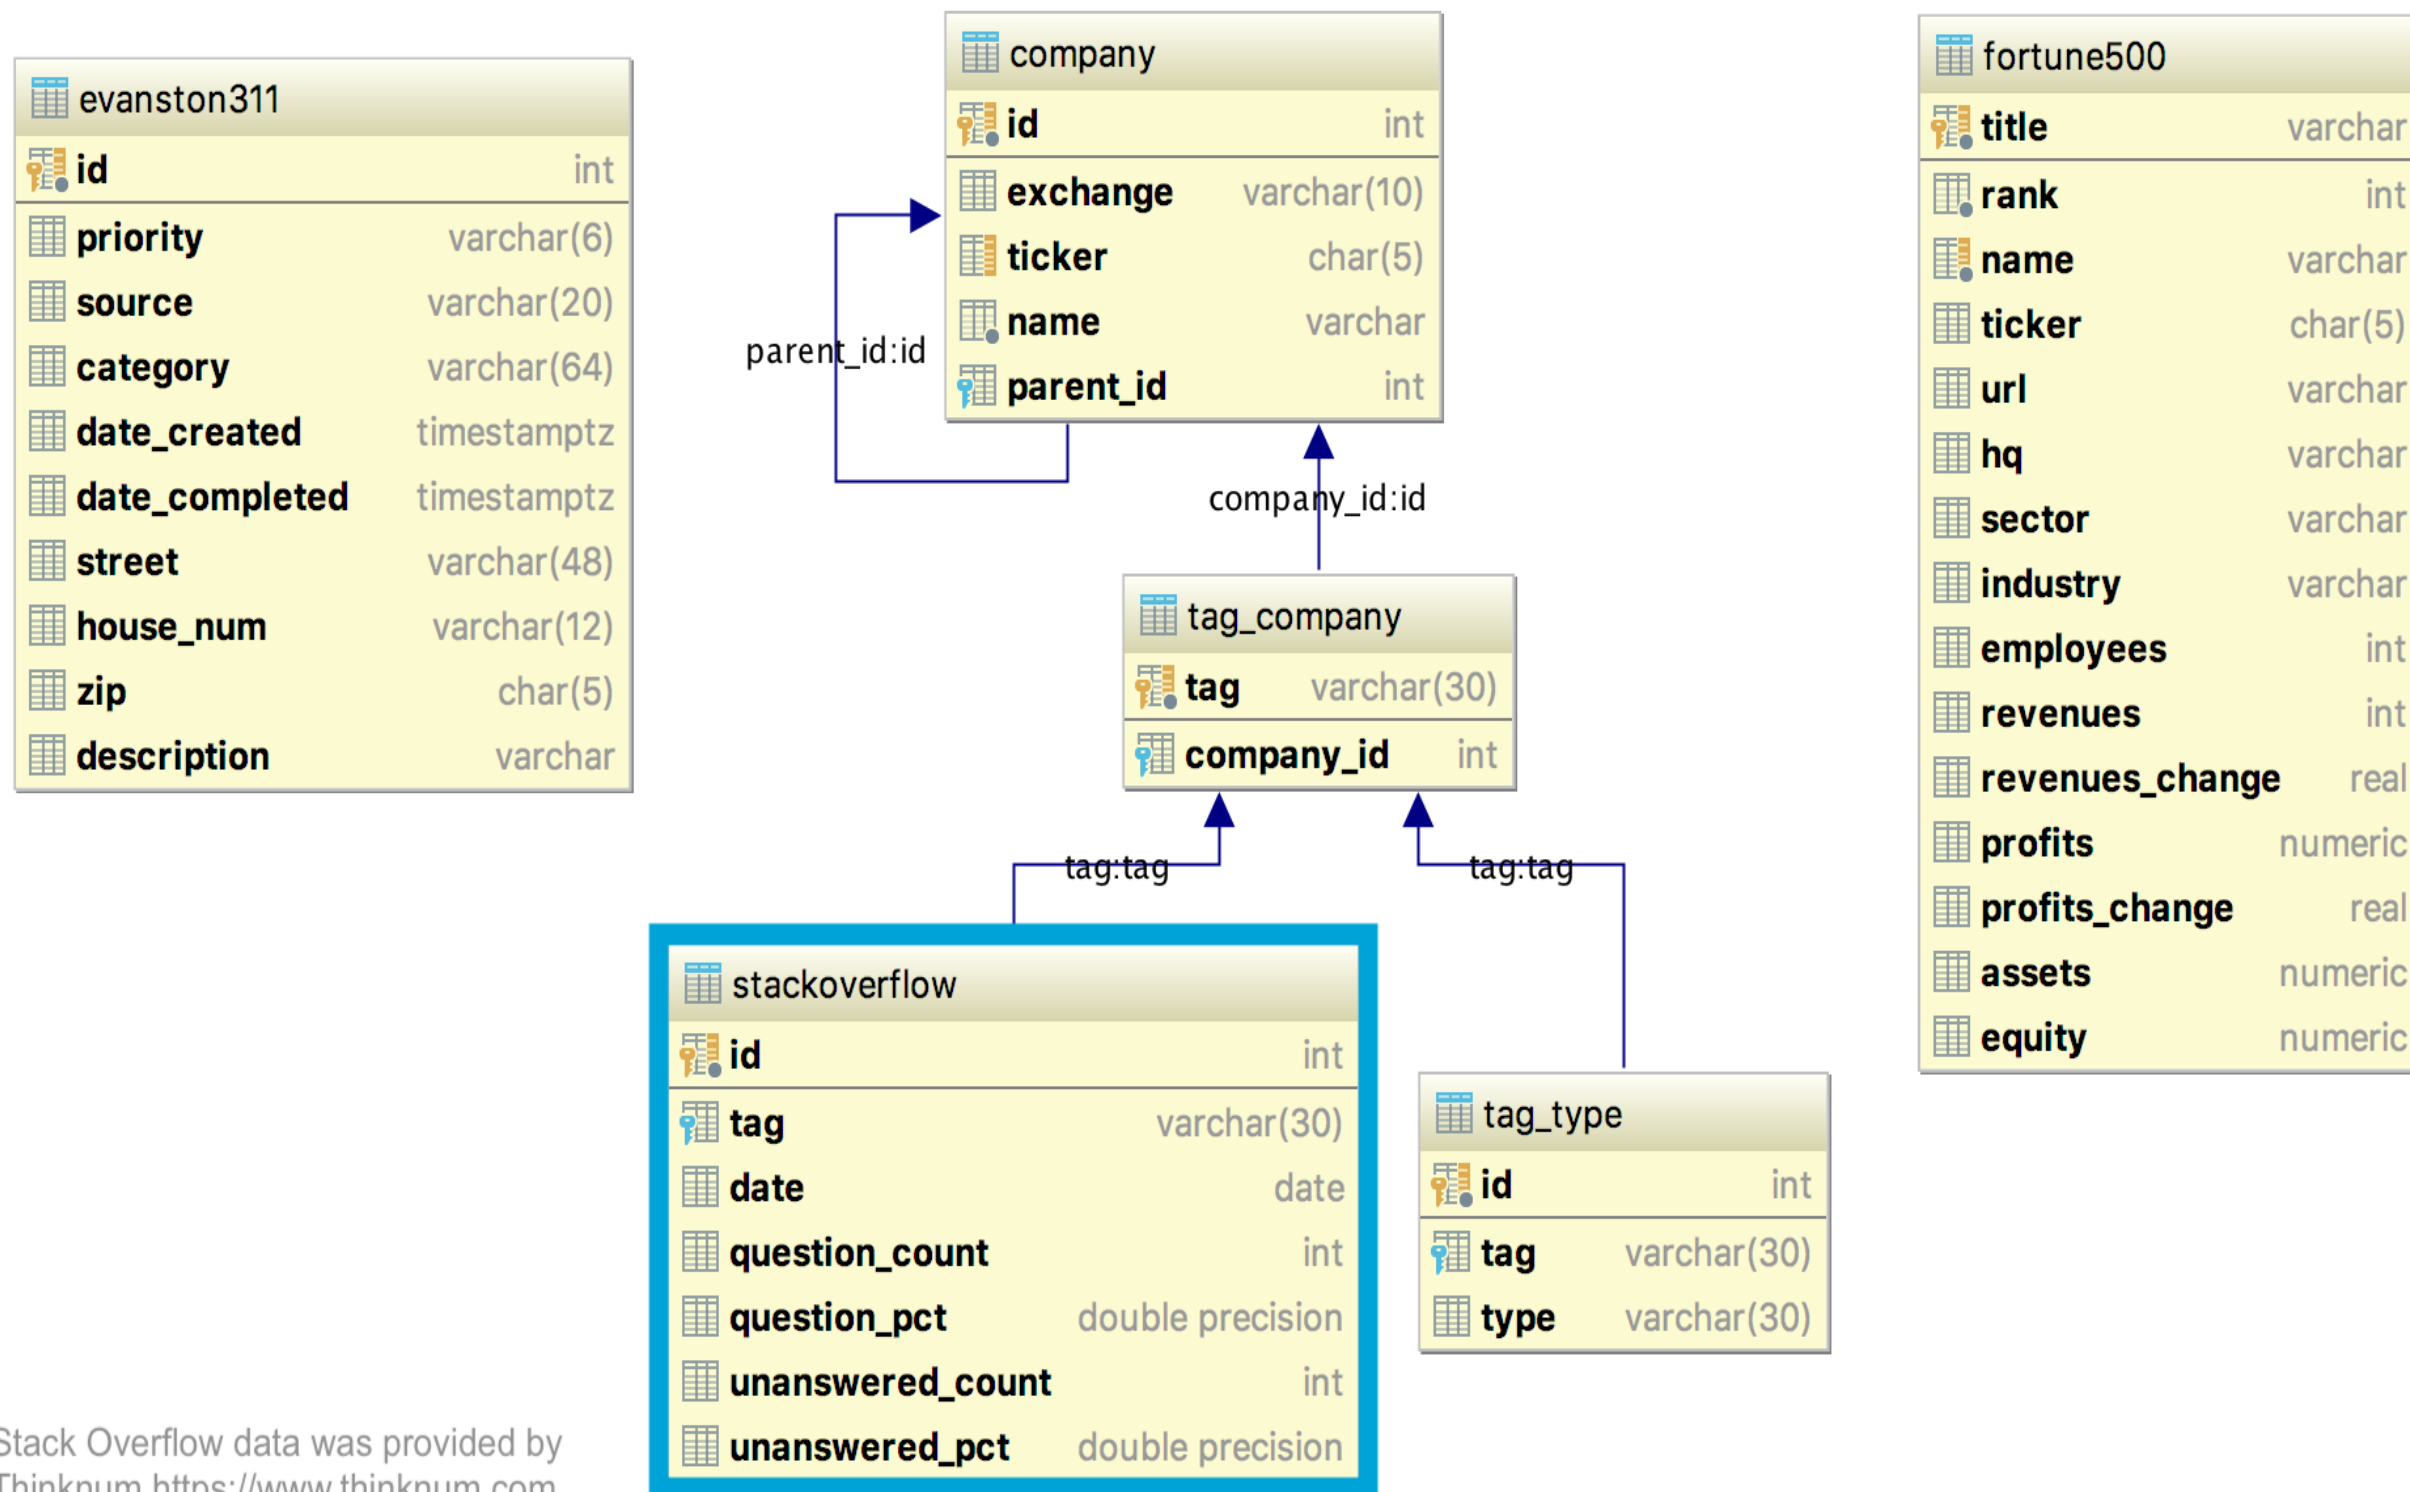 evanston311
id int
priority varchar(6)
source varchar(20)
category varchar(64)
date_created timestamptz
date_completed timestamptz
street varchar(48)
house_num varchar(12)
zip char(5)
description varchar
company
id int
exchange varchar(10)
ticker char(5)
name varchar
parent_id int
parent_id:id
company_id:id
tag_company
tag varchar(30)
company_id int
tag:tag
tag:tag
stackoverflow
id int
tag varchar(30)
date date
question_count int
question_pct double precision
unanswered_count int
unanswered_pct double precision
tag_type
id int
tag varchar(30)
type varchar(30)
fortune500
title varchar
rank int
name varchar
ticker char(5)
url varchar
hq varchar
sector varchar
industry varchar
employees int
revenues int
revenues_change real
profits numeric
profits_change real
assets numeric
equity numeric
Stack Overflow data was provided by
Thinknum https://www.thinknum.com